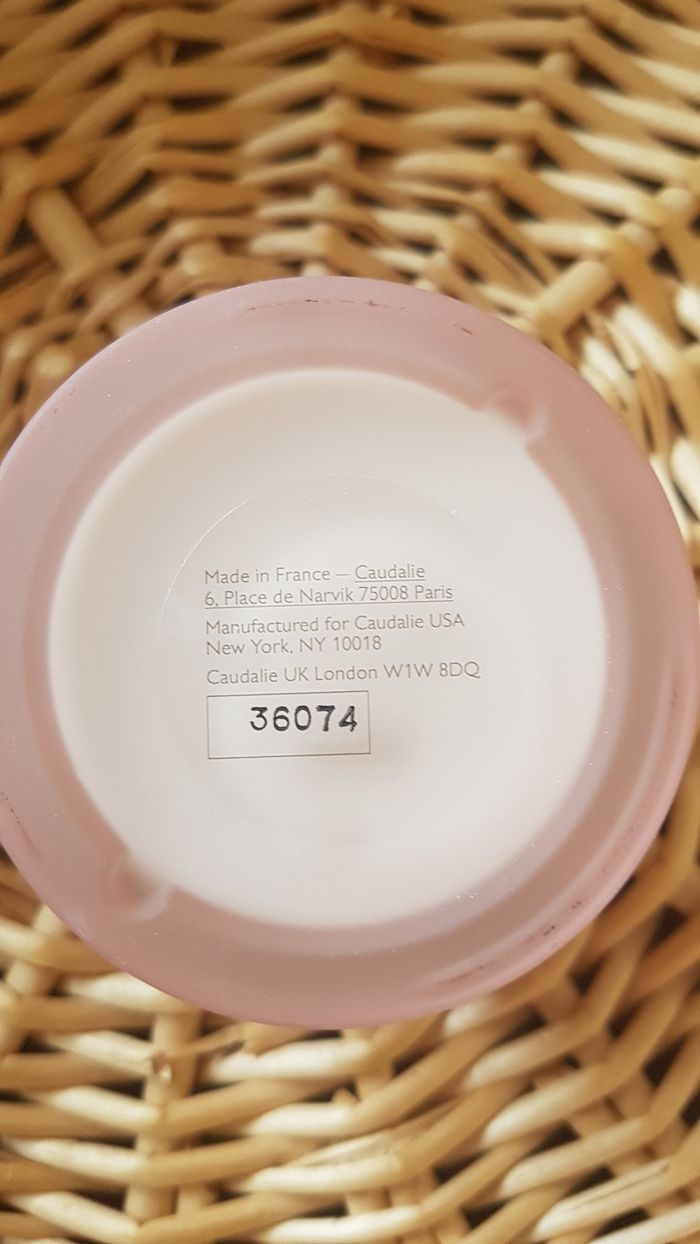 Made in France – Caudalie
6, Place de Narvik 75008 Paris
Manufactured for Caudalie USA
New York, NY 10018
Caudalie UK London W1W 8DQ
36074